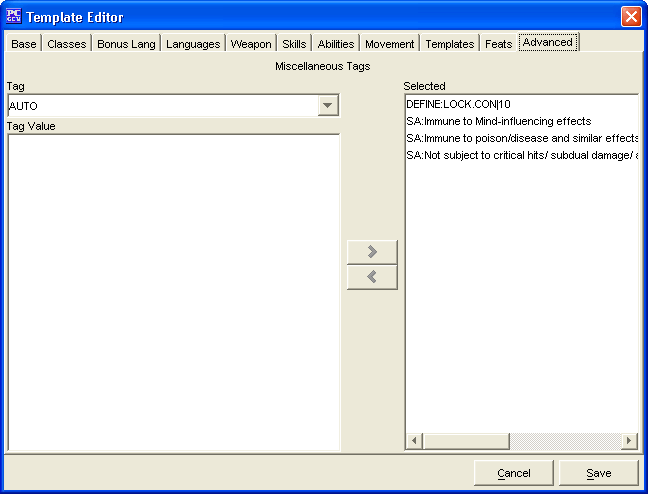 PC GEN Template Editor
Base Classes Bonus Lang Languages Weapon Skills Abilities Movement Templates Feats Advanced
Miscellaneous Tags
Tag
AUTO
Tag Value
Selected
DEFINE:LOCK.CON|10
SA:Immune to Mind-influencing effects
SA:Immune to poison/disease and similar effects
SA:Not subject to critical hits/ subdual damage/ a
Cancel Save